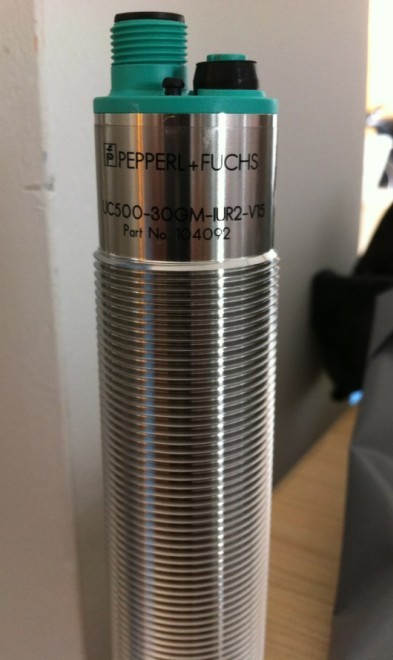 PEPPERL+FUCHS
UC500-30GM-IUR2-V15
Part No. 104092